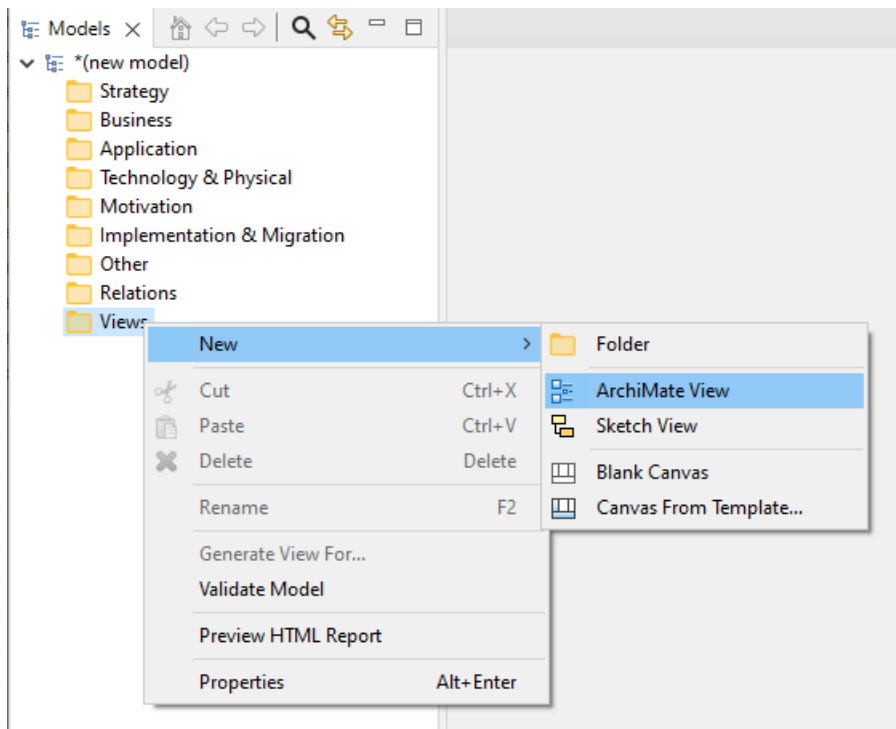 Models
*(new model)
Strategy
Business
Application
Technology & Physical
Motivation
Implementation & Migration
Other
Relations
Views
New
Cut Ctrl+X
Paste Ctrl+V
Delete Delete
Rename F2
Generate View For...
Validate Model
Preview HTML Report
Properties Alt+Enter
Folder
ArchiMate View
Sketch View
Blank Canvas
Canvas From Template...